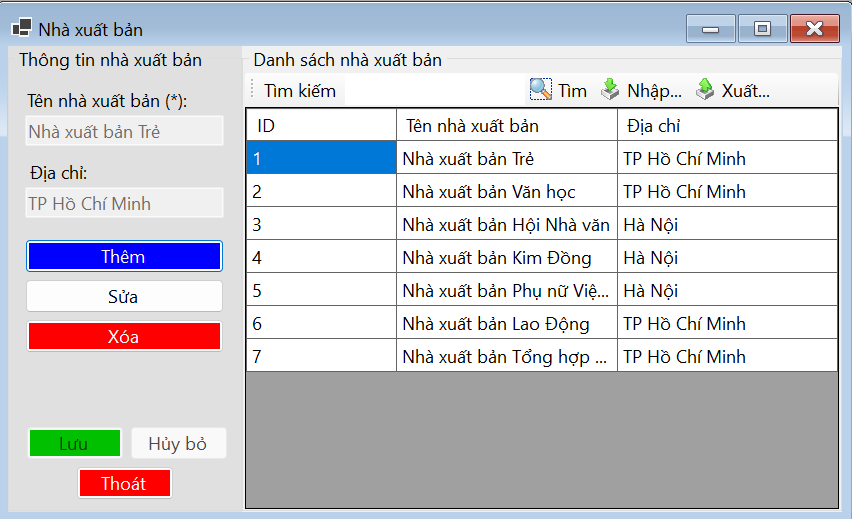 Nhà xuất bản
Thông tin nhà xuất bản
Tên nhà xuất bản (*):
Nhà xuất bản Trẻ
Địa chỉ:
TP Hồ Chí Minh
Thêm
Sửa
Xóa
Lưu Hủy bỏ
Thoát
Danh sách nhà xuất bản
Tìm kiếm Tìm Nhập... Xuất...
ID Tên nhà xuất bản Địa chỉ
1 Nhà xuất bản Trẻ TP Hồ Chí Minh
2 Nhà xuất bản Văn học TP Hồ Chí Minh
3 Nhà xuất bản Hội Nhà văn Hà Nội
4 Nhà xuất bản Kim Đồng Hà Nội
5 Nhà xuất bản Phụ nữ Việ... Hà Nội
6 Nhà xuất bản Lao Động TP Hồ Chí Minh
7 Nhà xuất bản Tổng hợp ... TP Hồ Chí Minh